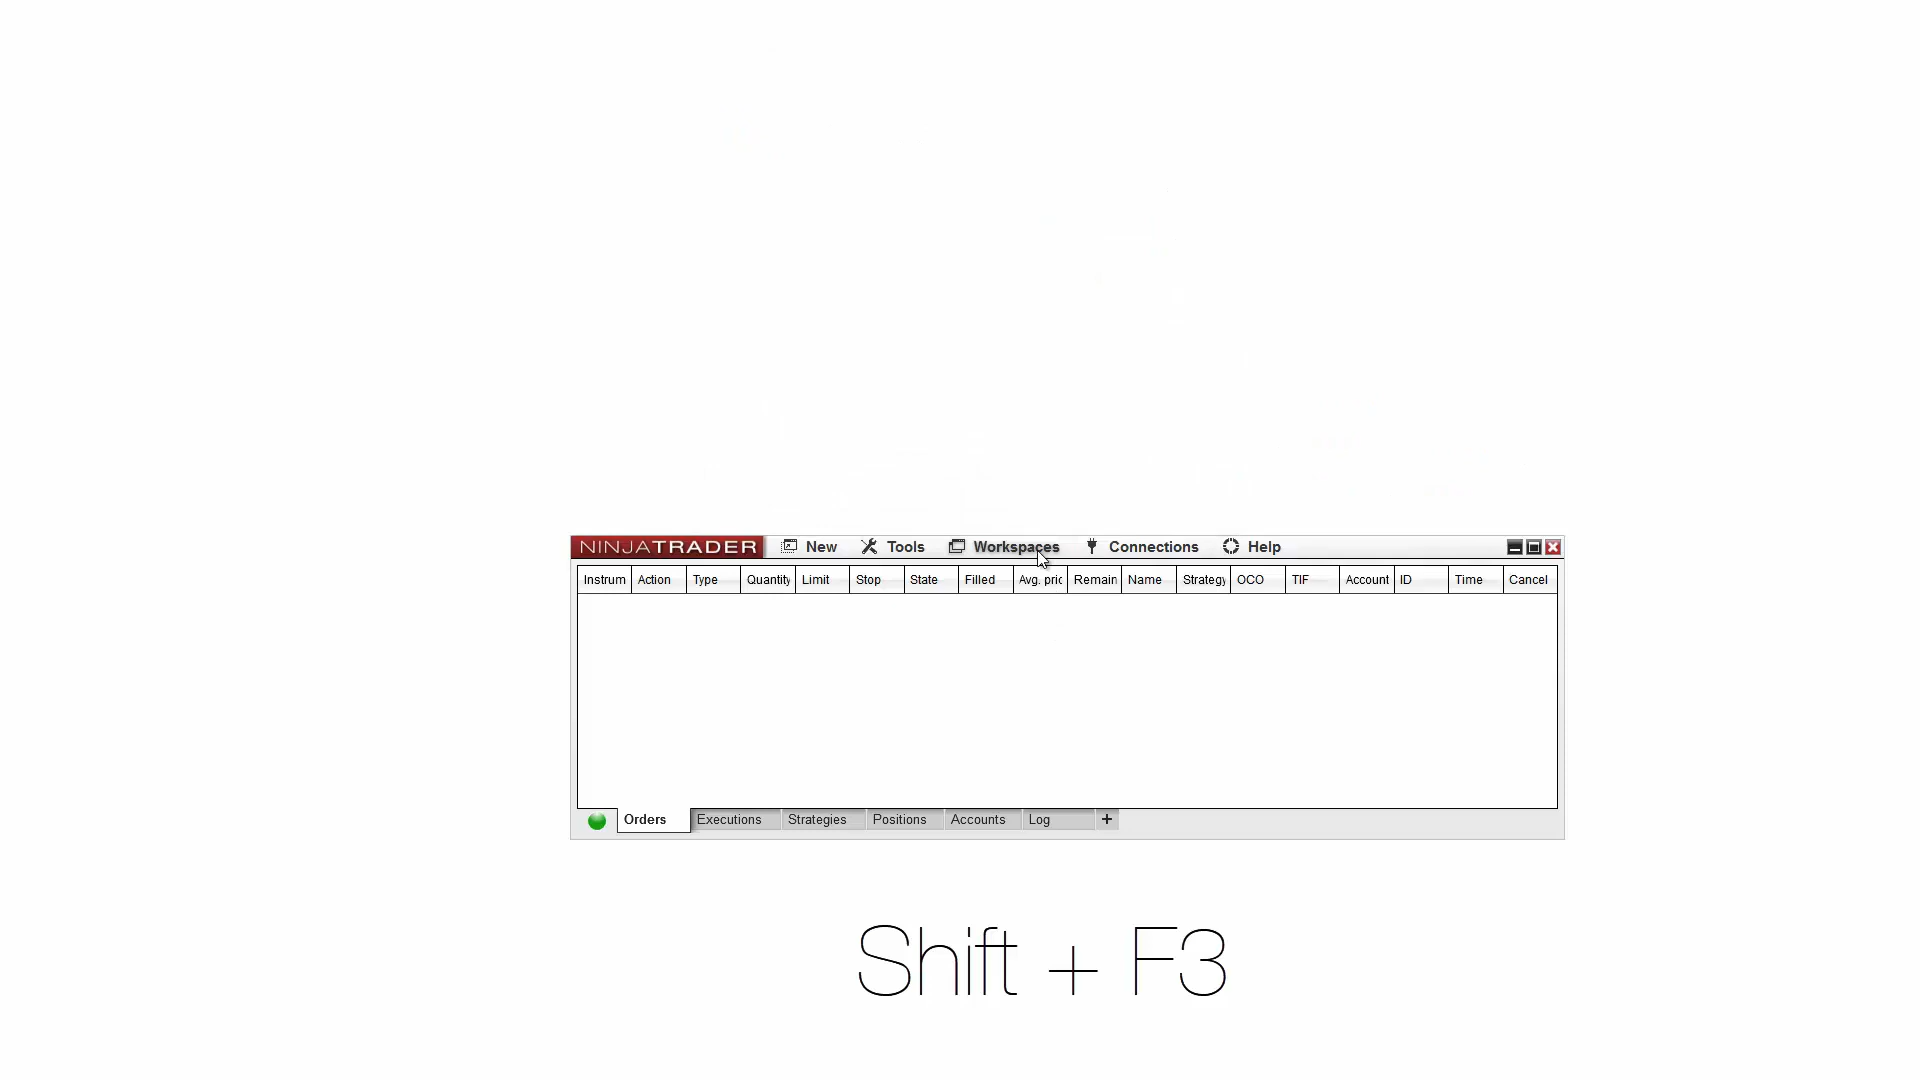 NINJATRADER New Tools Workspaces Connections Help
Instrum Action Type Quantity Limit Stop State Filled Avg. pric Remain Name Strategy OCO TIF Account ID Time Cancel
Orders Executions Strategies Positions Accounts Log +
Shift + F3